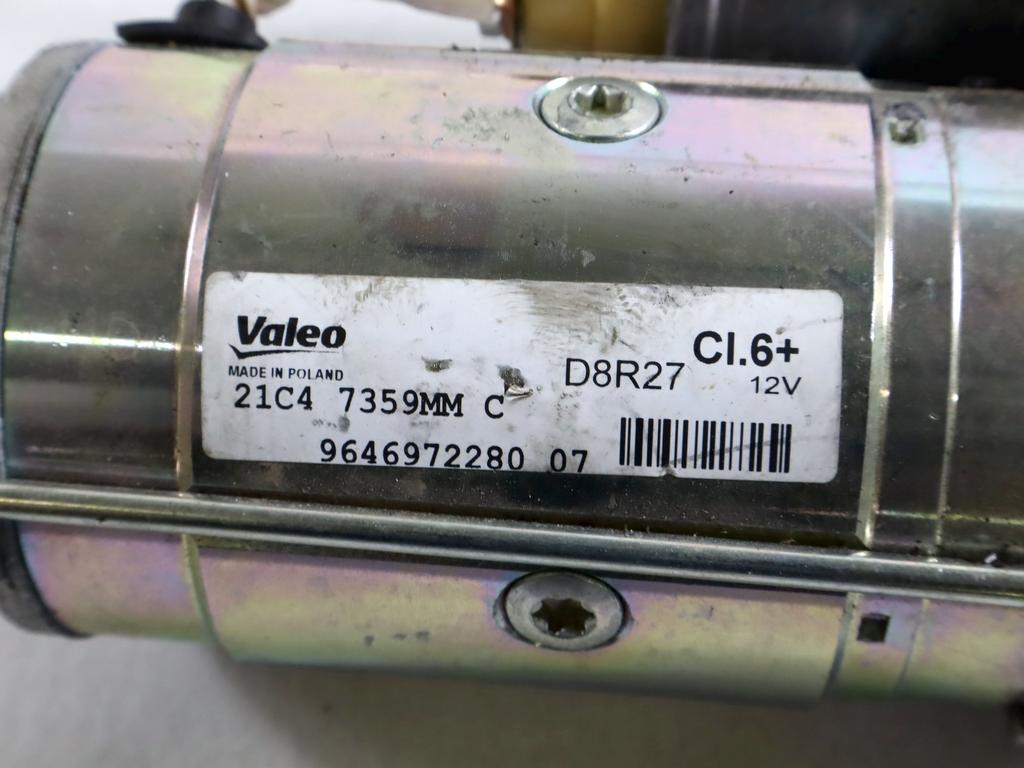 Valeo
MADE IN POLAND
21C4 7359MM C
D8R27
Cl.6+
12V
9646972280 07